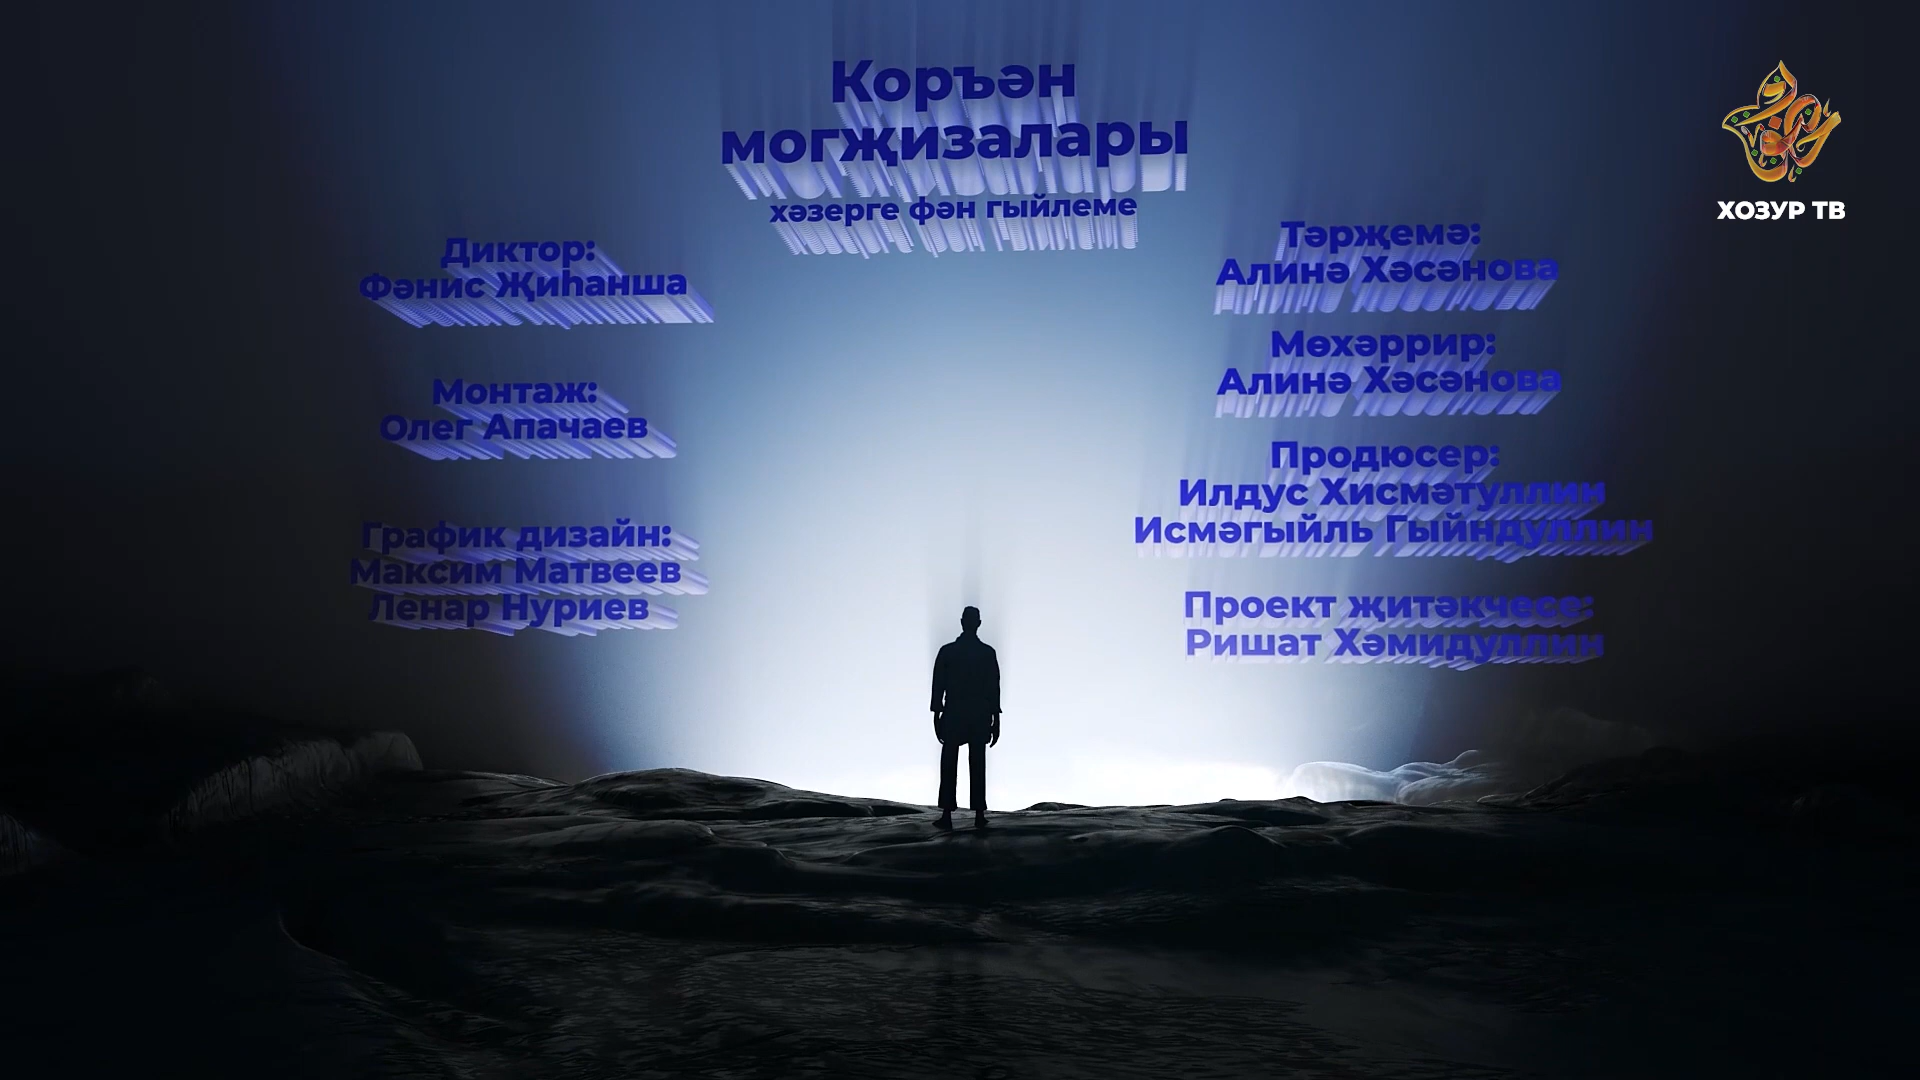 Коръән
могҗизалары
хәзерге фән гыйлеме
Диктор:
Фәнис Җиһанша
Монтаж:
Олег Апачаев
График дизайн:
Максим Матвеев
Ленар Нуриев
Тәрҗемә:
Алинә Хәсәнова
Мөхәррир:
Алинә Хәсәнова
Продюсер:
Илдус Хисмәтуллин
Исмәгыйль Гыйндуллин
Проект җитәкчесе:
Ришат Хәмидуллин
ХОЗУР ТВ